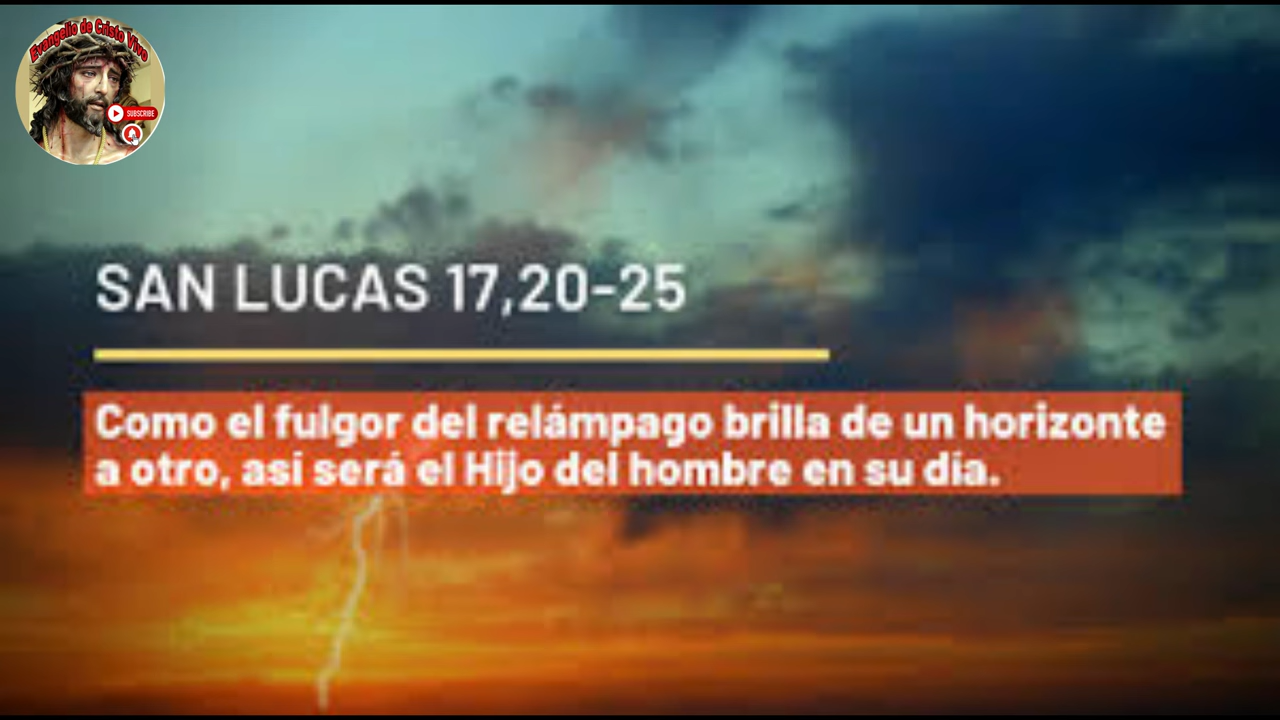 Evangelio de Cristo Vivo
SUBSCRIBE
SAN LUCAS 17,20-25
Como el fulgor del relámpago brilla de un horizonte
a otro, así será el Hijo del hombre en su día.